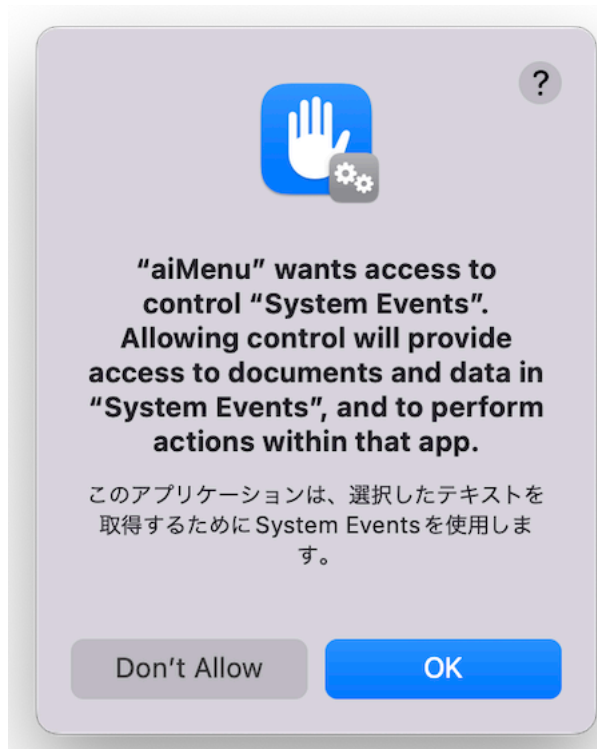 ?
“aiMenu” wants access to
control “System Events”.
Allowing control will provide
access to documents and data in
“System Events”, and to perform
actions within that app.
このアプリケーションは、選択したテキストを
取得するためにSystem Eventsを使用しま
す。
Don’t Allow
OK